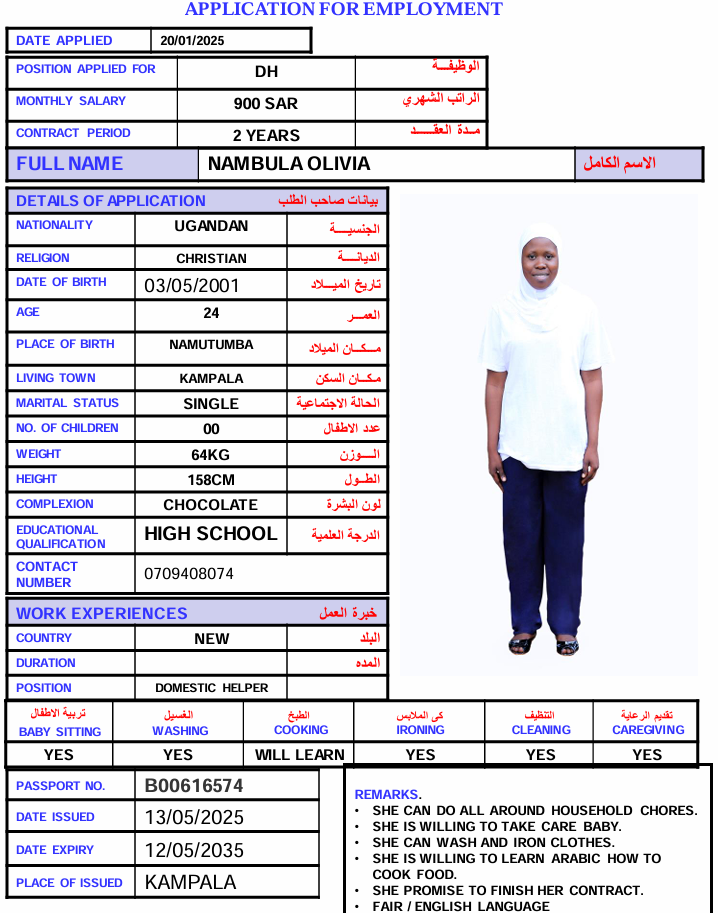 APPLICATION FOR EMPLOYMENT
DATE APPLIED 20/01/2025
POSITION APPLIED FOR DH الوظيفـــة
MONTHLY SALARY 900 SAR الراتب الشهري
CONTRACT PERIOD 2 YEARS مــدة العقـــــد
FULL NAME NAMBULA OLIVIA الاسم الكامل
DETAILS OF APPLICATION بيانات صاحب الطلب
NATIONALITY UGANDAN الجنسيــــة
RELIGION CHRISTIAN الديانـــة
DATE OF BIRTH 03/05/2001 تاريخ الميـــلاد
AGE 24 العمـــر
PLACE OF BIRTH NAMUTUMBA مـــكـــان الميلاد
LIVING TOWN KAMPALA مـكـــان السكن
MARITAL STATUS SINGLE الحالة الاجتماعية
NO. OF CHILDREN 00 عدد الاطفال
WEIGHT 64KG الـــــوزن
HEIGHT 158CM الطـــول
COMPLEXION CHOCOLATE لون البشرة
EDUCATIONAL QUALIFICATION HIGH SCHOOL الدرجة العلمية
CONTACT NUMBER 0709408074
WORK EXPERIENCES خبرة العمل
COUNTRY NEW البلد
DURATION المده
POSITION DOMESTIC HELPER
تربية الاطفال الغسيل الطبخ كى الملابس التنظيف تقديم الرعاية
BABY SITTING WASHING COOKING IRONING CLEANING CAREGIVING
YES YES WILL LEARN YES YES YES
PASSPORT NO. B00616574
DATE ISSUED 13/05/2025
DATE EXPIRY 12/05/2035
PLACE OF ISSUED KAMPALA
REMARKS.
• SHE CAN DO ALL AROUND HOUSEHOLD CHORES.
• SHE IS WILLING TO TAKE CARE BABY.
• SHE CAN WASH AND IRON CLOTHES.
• SHE IS WILLING TO LEARN ARABIC HOW TO
COOK FOOD.
• SHE PROMISE TO FINISH HER CONTRACT.
• FAIR / ENGLISH LANGUAGE